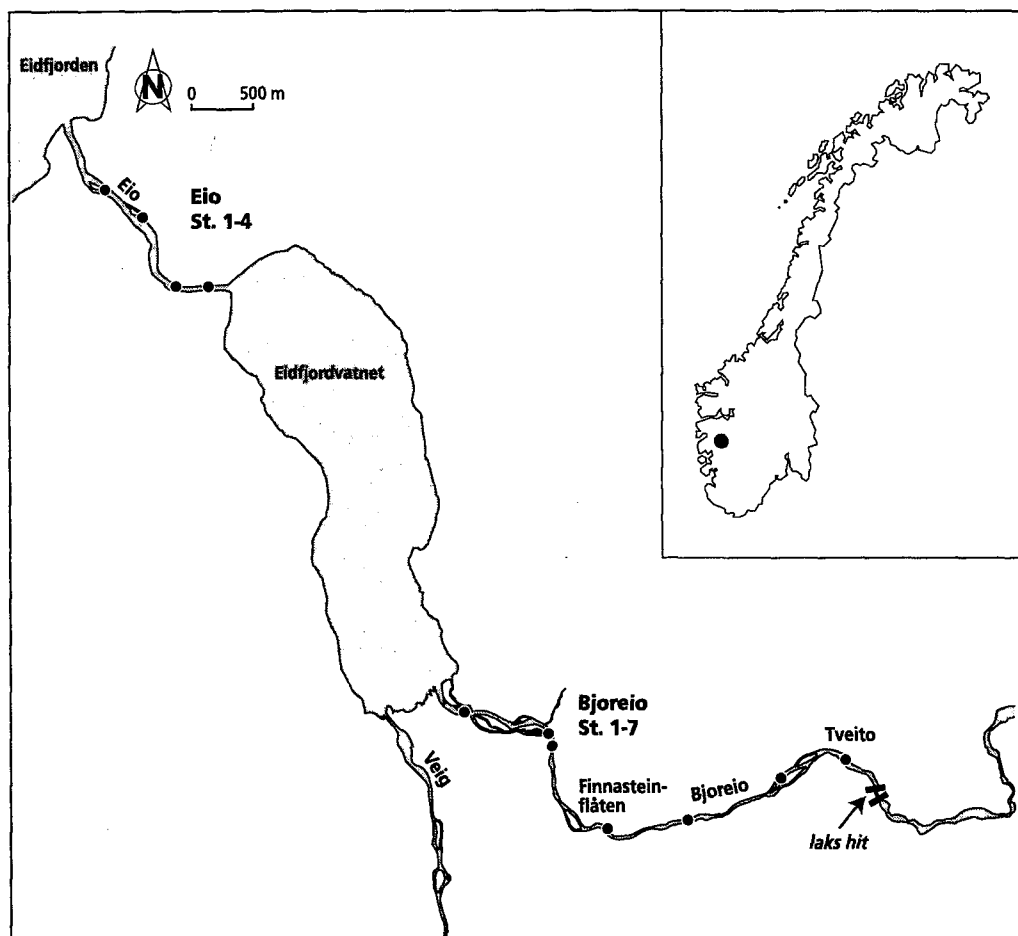 Eidfjorden
N
0 500 m
Eio
Eio
St. 1-4
Eidfjordvatnet
Bjoreio
St. 1-7
Veig
Tveito
Finnastein-
flåten
Bjoreio
laks hit